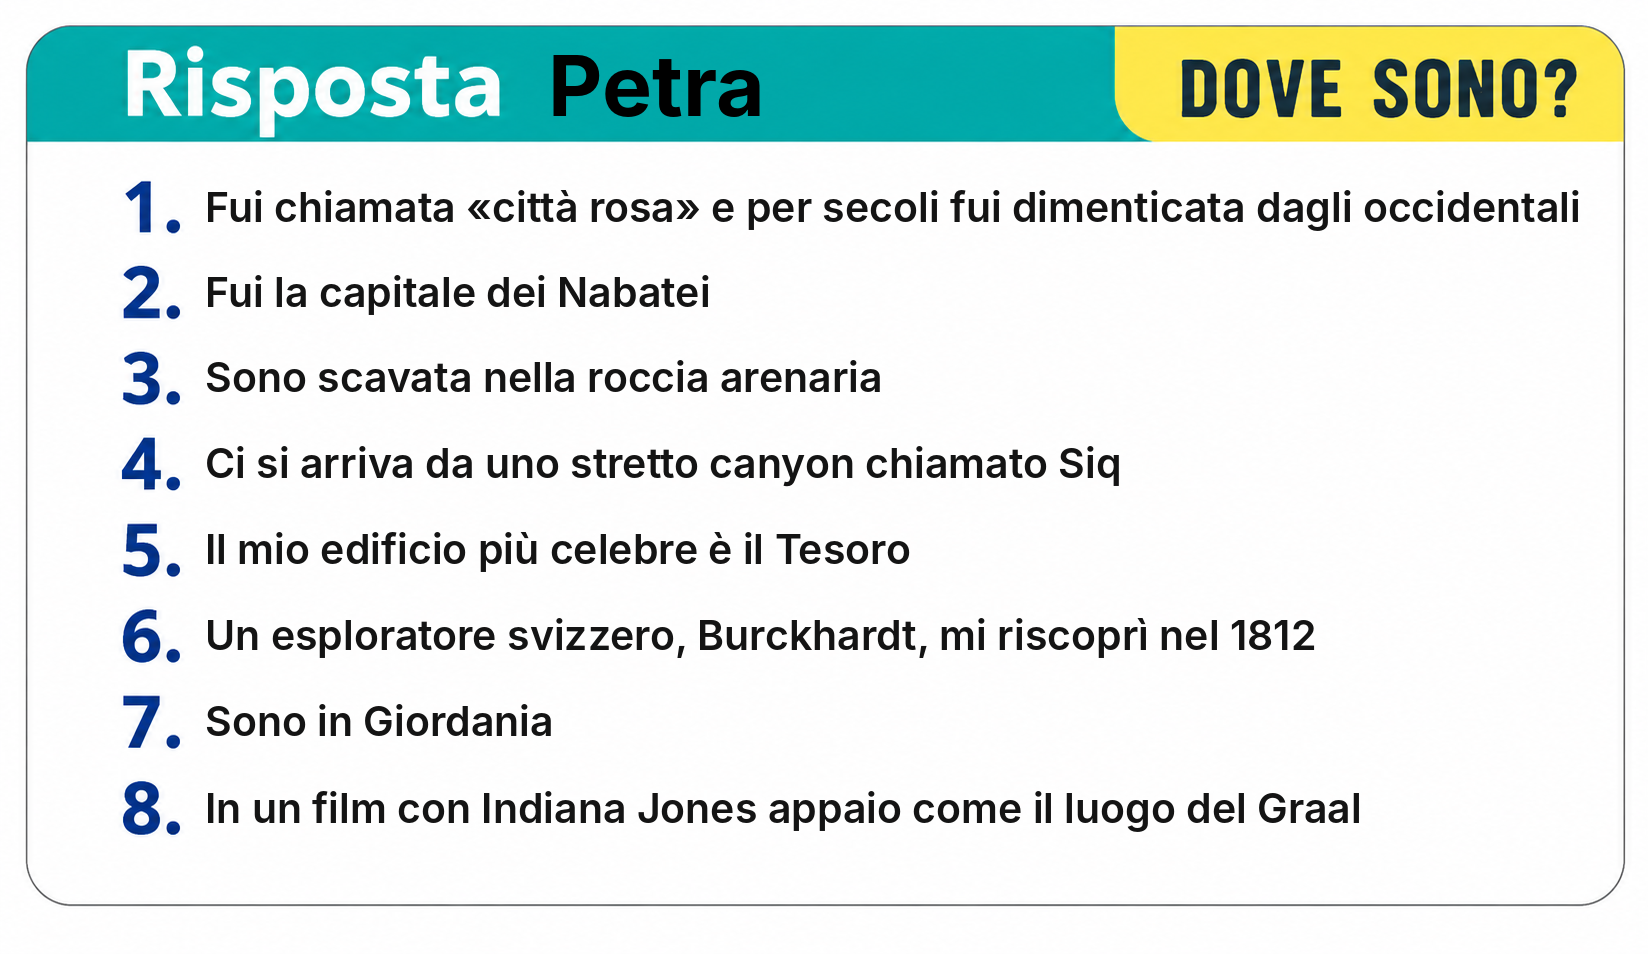 Risposta Petra DOVE SONO?
1. Fui chiamata «città rosa» e per secoli fui dimenticata dagli occidentali
2. Fui la capitale dei Nabatei
3. Sono scavata nella roccia arenaria
4. Ci si arriva da uno stretto canyon chiamato Siq
5. Il mio edificio più celebre è il Tesoro
6. Un esploratore svizzero, Burckhardt, mi riscoprì nel 1812
7. Sono in Giordania
8. In un film con Indiana Jones appaio come il luogo del Graal